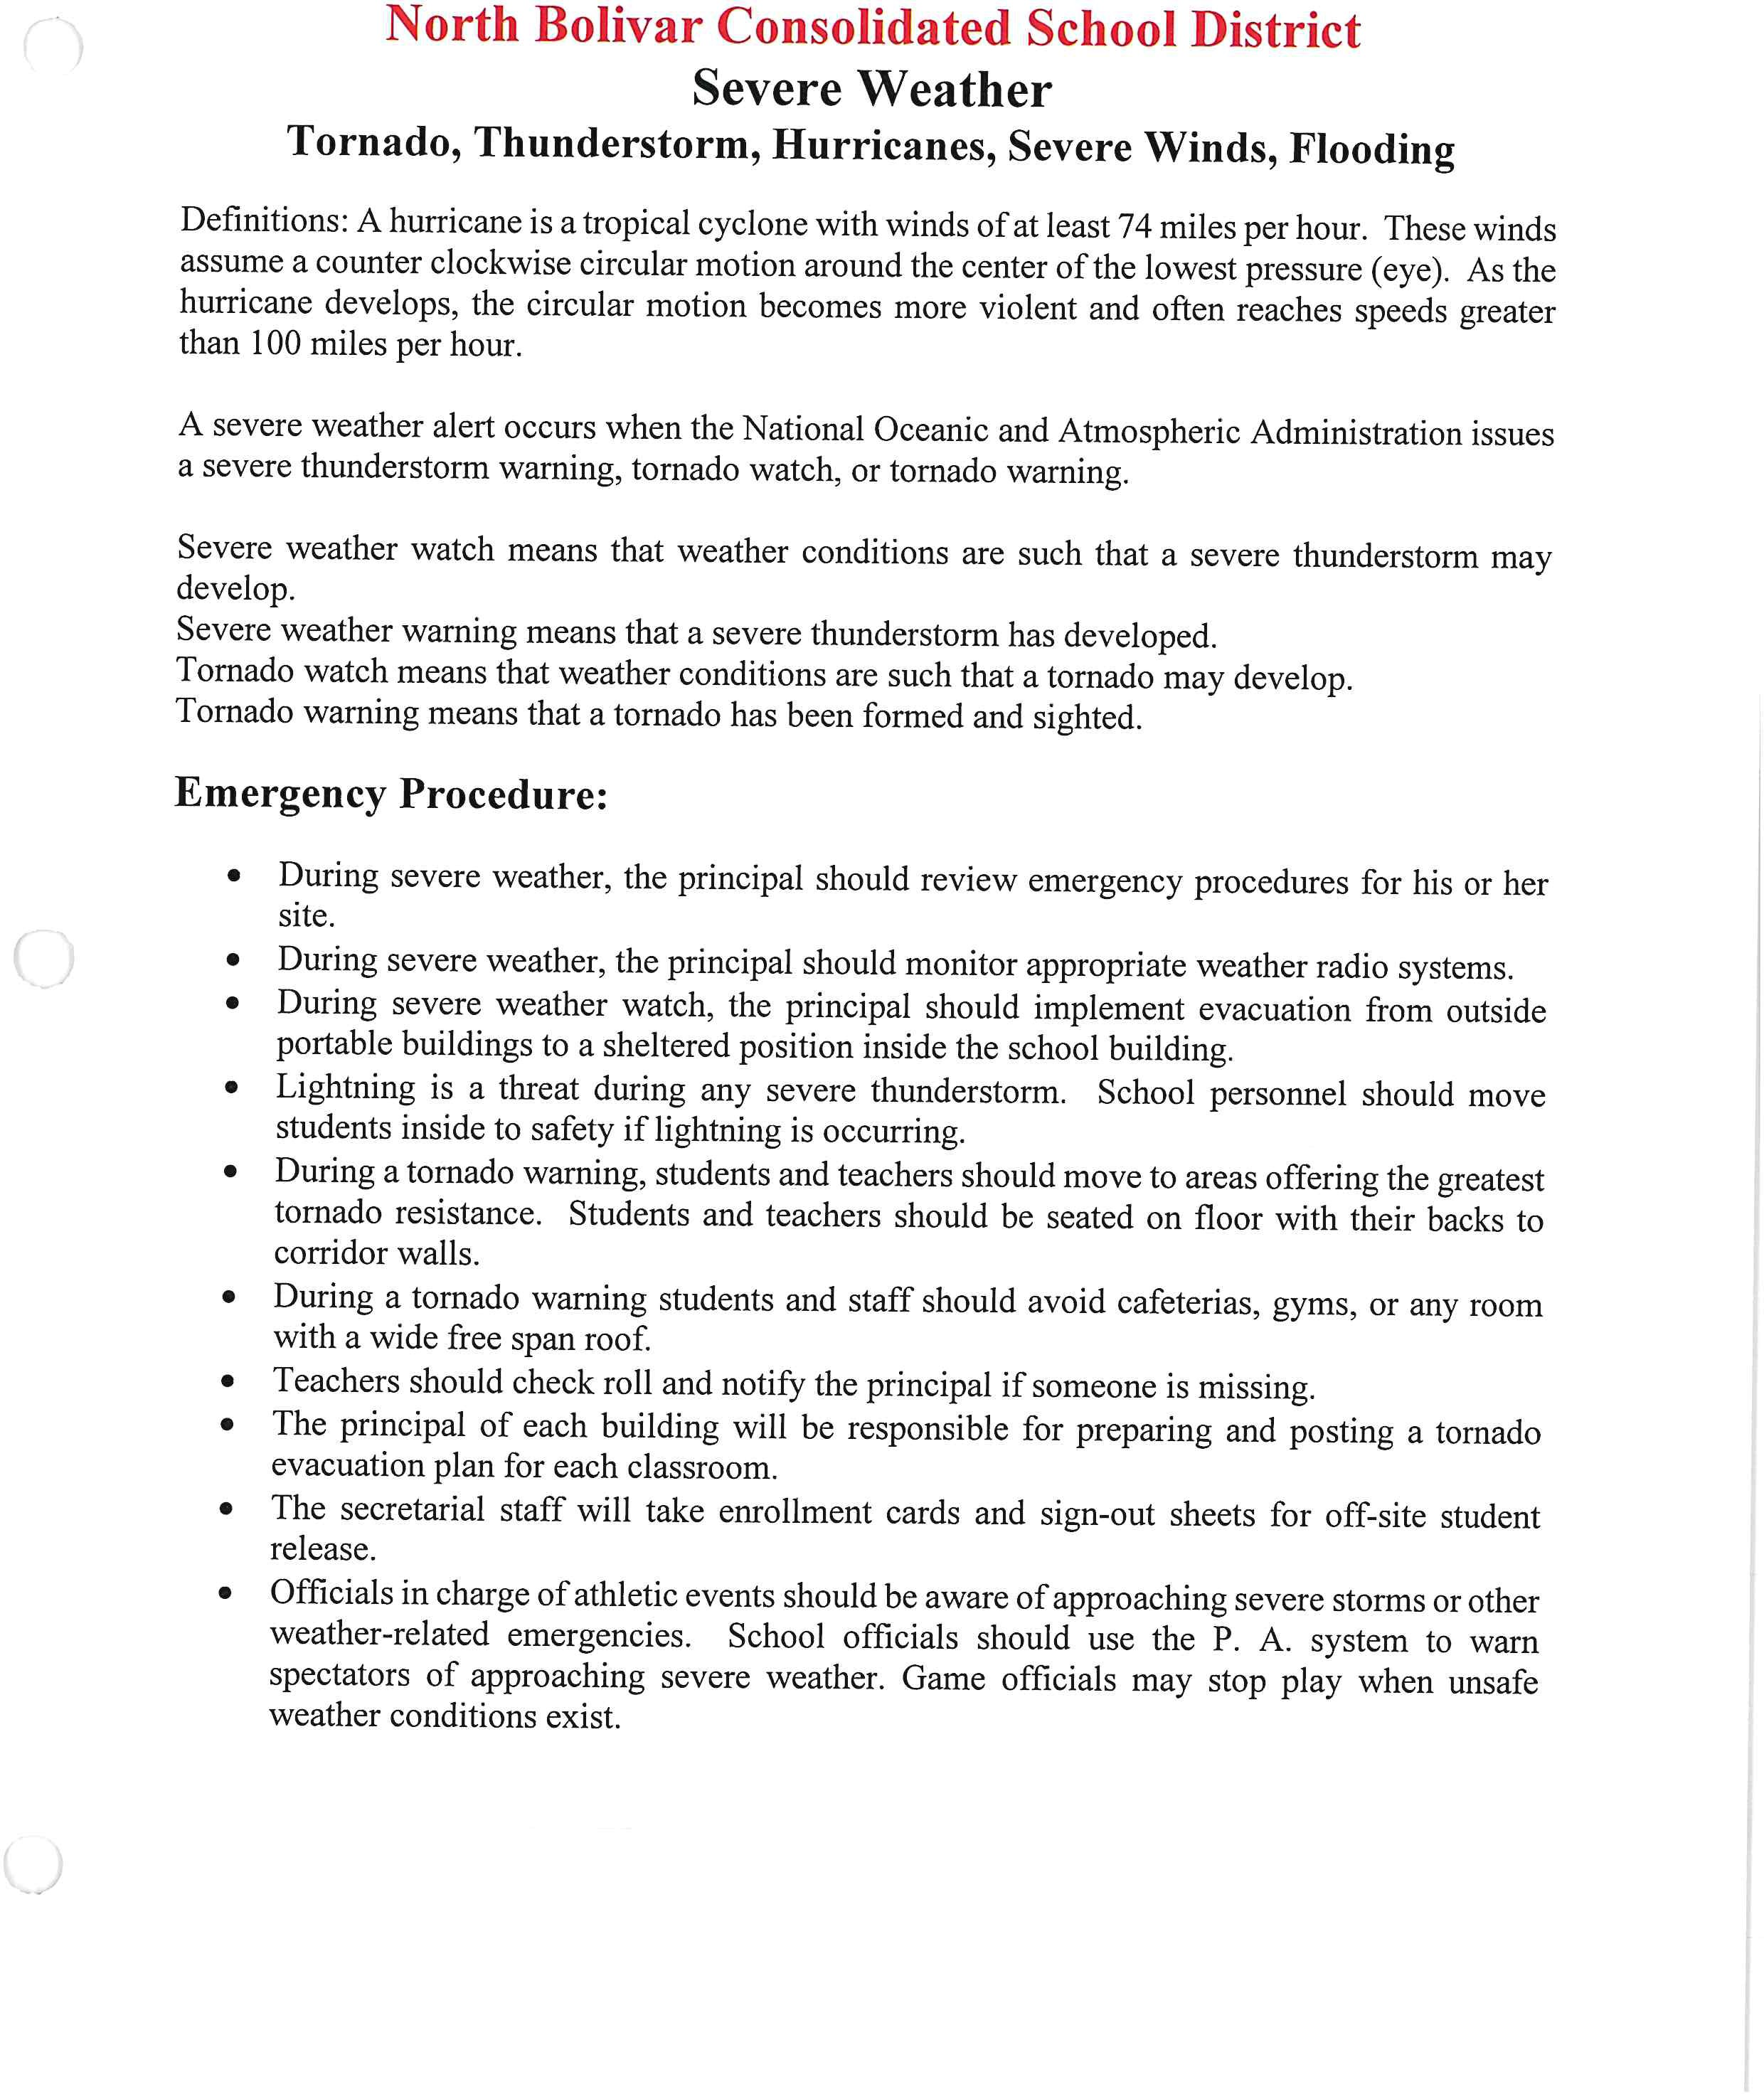 North Bolivar Consolidated School District
Severe Weather
Tornado, Thunderstorm, Hurricanes, Severe Winds, Flooding
Definitions: A hurricane is a tropical cyclone with winds of at least 74 miles per hour. These winds
assume a counter clockwise circular motion around the center of the lowest pressure (eye). As the
hurricane develops, the circular motion becomes more violent and often reaches speeds greater
than 100 miles per hour.
A severe weather alert occurs when the National Oceanic and Atmospheric Administration issues
a severe thunderstorm warning, tornado watch, or tornado warning.
Severe weather watch means that weather conditions are such that a severe thunderstorm may
develop.
Severe weather warning means that a severe thunderstorm has developed.
Tornado watch means that weather conditions are such that a tornado may develop.
Tornado warning means that a tornado has been formed and sighted.
Emergency Procedure:
• During severe weather, the principal should review emergency procedures for his or her
site.
• During severe weather, the principal should monitor appropriate weather radio systems.
• During severe weather watch, the principal should implement evacuation from outside
portable buildings to a sheltered position inside the school building.
• Lightning is a threat during any severe thunderstorm. School personnel should move
students inside to safety if lightning is occurring.
• During a tornado warning, students and teachers should move to areas offering the greatest
tornado resistance. Students and teachers should be seated on floor with their backs to
corridor walls.
• During a tornado warning students and staff should avoid cafeterias, gyms, or any room
with a wide free span roof.
• Teachers should check roll and notify the principal if someone is missing.
• The principal of each building will be responsible for preparing and posting a tornado
evacuation plan for each classroom.
• The secretarial staff will take enrollment cards and sign-out sheets for off-site student
release.
• Officials in charge of athletic events should be aware of approaching severe storms or other
weather-related emergencies. School officials should use the P. A. system to warn
spectators of approaching severe weather. Game officials may stop play when unsafe
weather conditions exist.